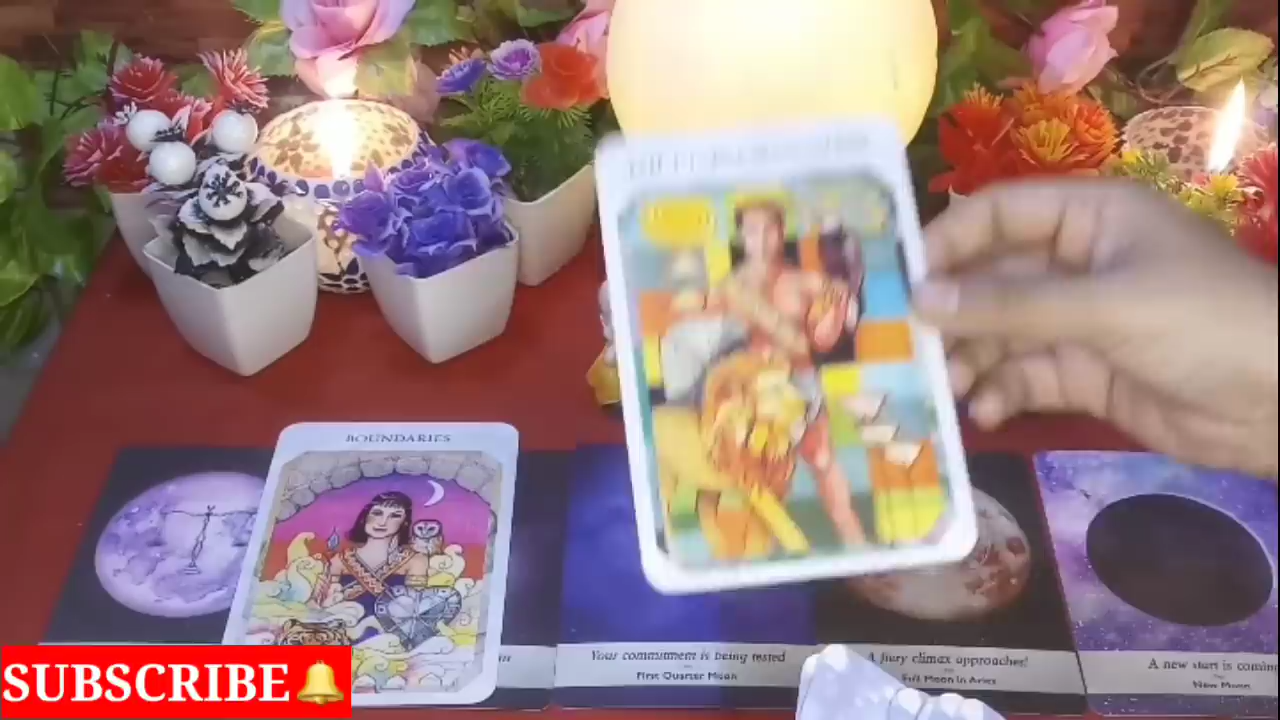 BOUNDARIES
Your commitment is being tested
First Quarter Moon
A fiery climax approaches!
Full Moon in Aries
A new start is coming
New Moon
SUBSCRIBE